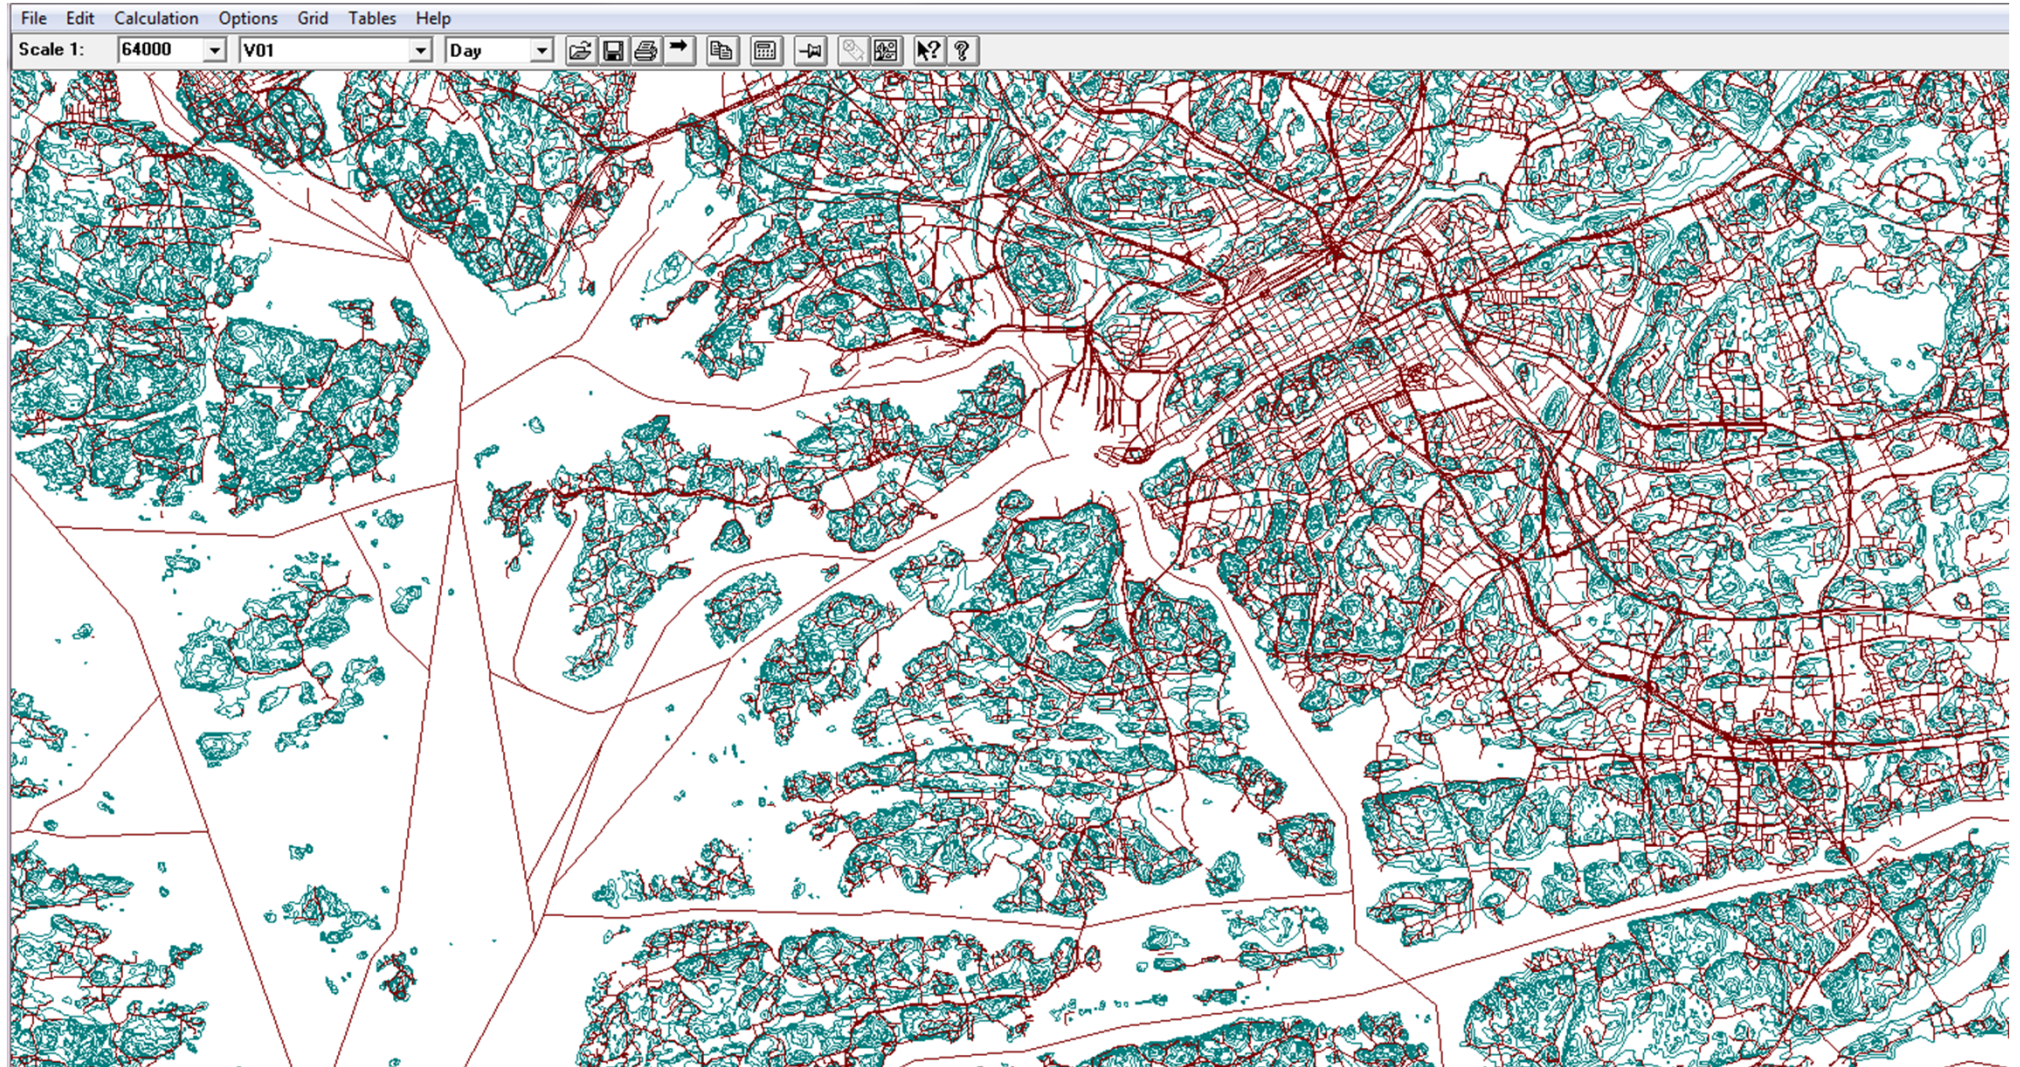 File Edit Calculation Options Grid Tables Help
Scale 1: 64000 V01 Day